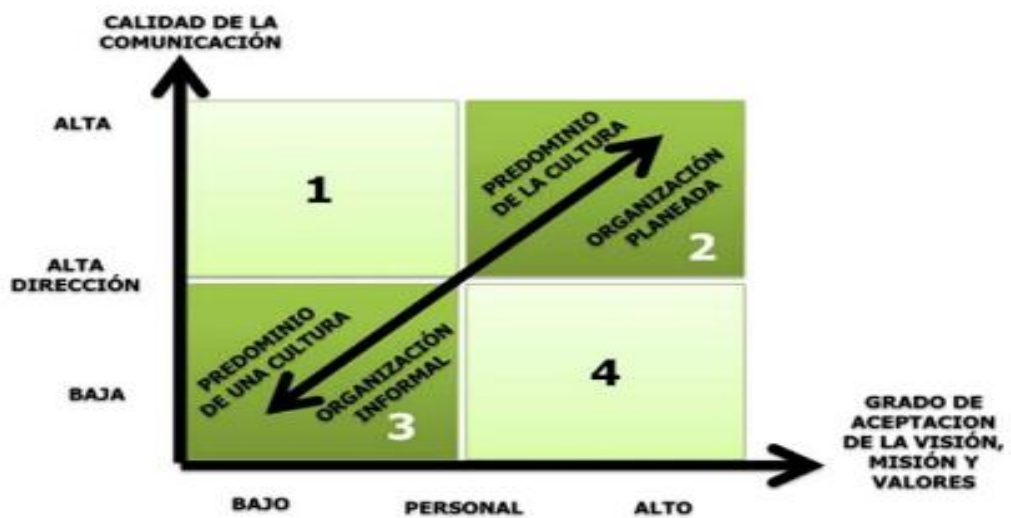 CALIDAD DE LA
COMUNICACIÓN
ALTA
1
PREDOMINIO
DE LA CULTURA
ORGANIZACIÓN
PLANEADA
2
ALTA
DIRECCIÓN
PREDOMINIO
DE UNA CULTURA
ORGANIZACIÓN
INFORMAL
3
4
BAJA
GRADO DE
ACEPTACION
DE LA VISIÓN,
MISIÓN Y
VALORES
BAJO
PERSONAL
ALTO